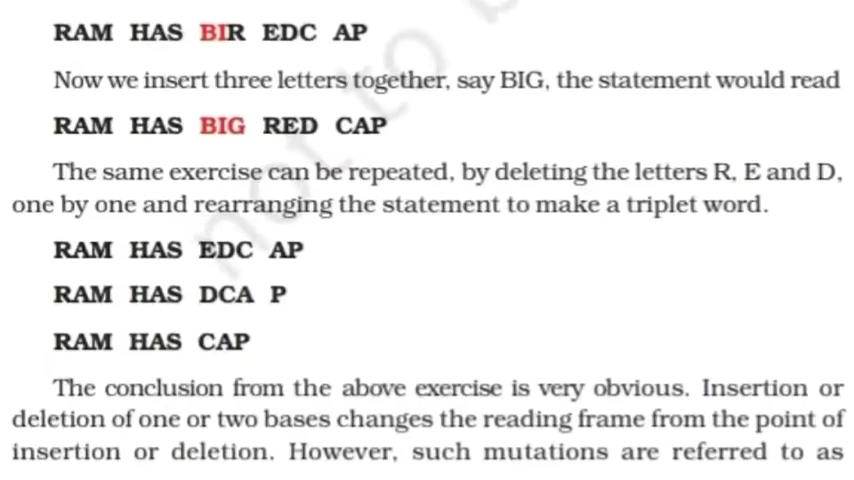 RAM HAS BIR EDC AP
Now we insert three letters together, say BIG, the statement would read
RAM HAS BIG RED CAP
The same exercise can be repeated, by deleting the letters R, E and D,
one by one and rearranging the statement to make a triplet word.
RAM HAS EDC AP
RAM HAS DCA P
RAM HAS CAP
The conclusion from the above exercise is very obvious. Insertion or
deletion of one or two bases changes the reading frame from the point of
insertion or deletion. However, such mutations are referred to as
not to b